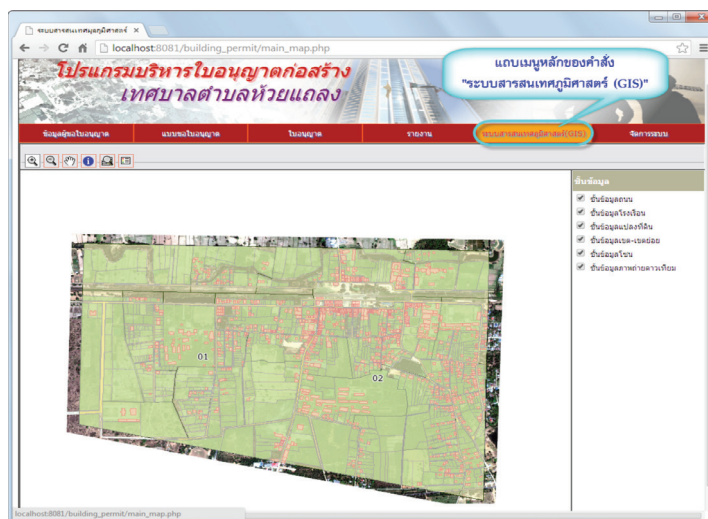 ระบบสารสนเทศภูมิศาสตร์
localhost:8081/building_permit/main_map.php
โปรแกรมบริหารใบอนุญาตก่อสร้าง
เทศบาลตำบลห้วยแถลง
แถบเมนูหลักของคำสั่ง
"ระบบสารสนเทศภูมิศาสตร์ (GIS)"
ข้อมูลผู้ขอใบอนุญาต แบบขอใบอนุญาต ใบอนุญาต รายงาน ระบบสารสนเทศภูมิศาสตร์(GIS) จัดการระบบ
ชั้นข้อมูล
ชั้นข้อมูลถนน
ชั้นข้อมูลโรงเรือน
ชั้นข้อมูลแปลงที่ดิน
ชั้นข้อมูลเขต-เขตย่อย
ชั้นข้อมูลโซน
ชั้นข้อมูลภาพถ่ายดาวเทียม
01
02
localhost:8081/building_permit/main_map.php